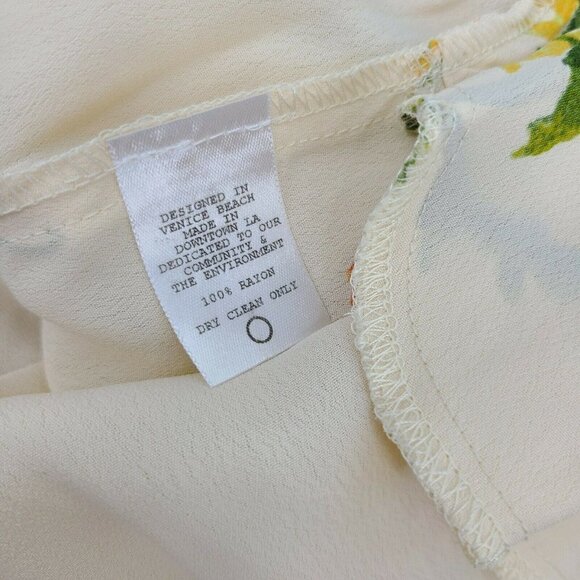 DESIGNED IN
VENICE BEACH
MADE IN
DOWNTOWN LA
DEDICATED TO OUR
COMMUNITY &
THE ENVIRONMENT
100% RAYON
DRY CLEAN ONLY